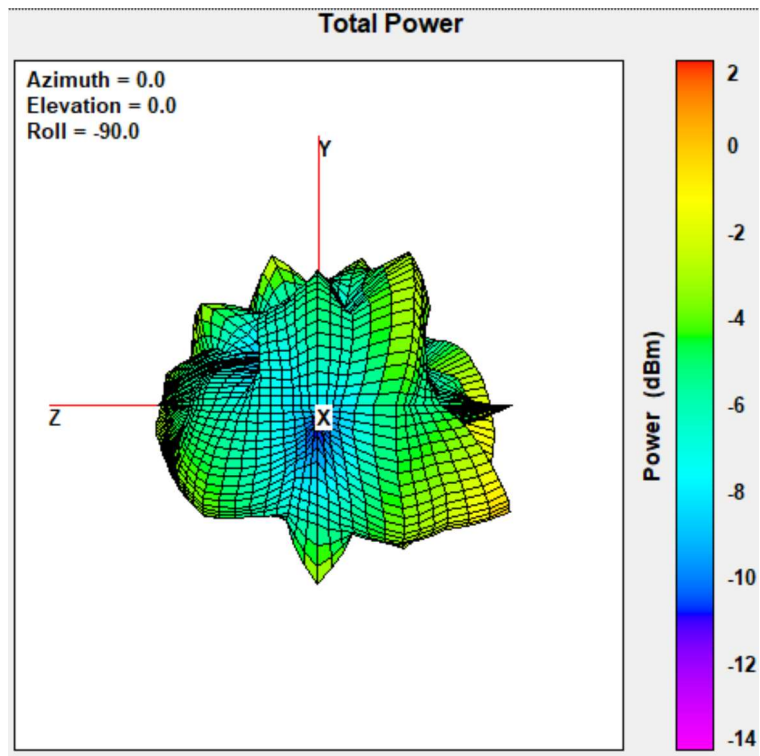 Total Power
Azimuth = 0.0
Elevation = 0.0
Roll = -90.0
Y
Z
X
Power (dBm)
2
0
-2
-4
-6
-8
-10
-12
-14